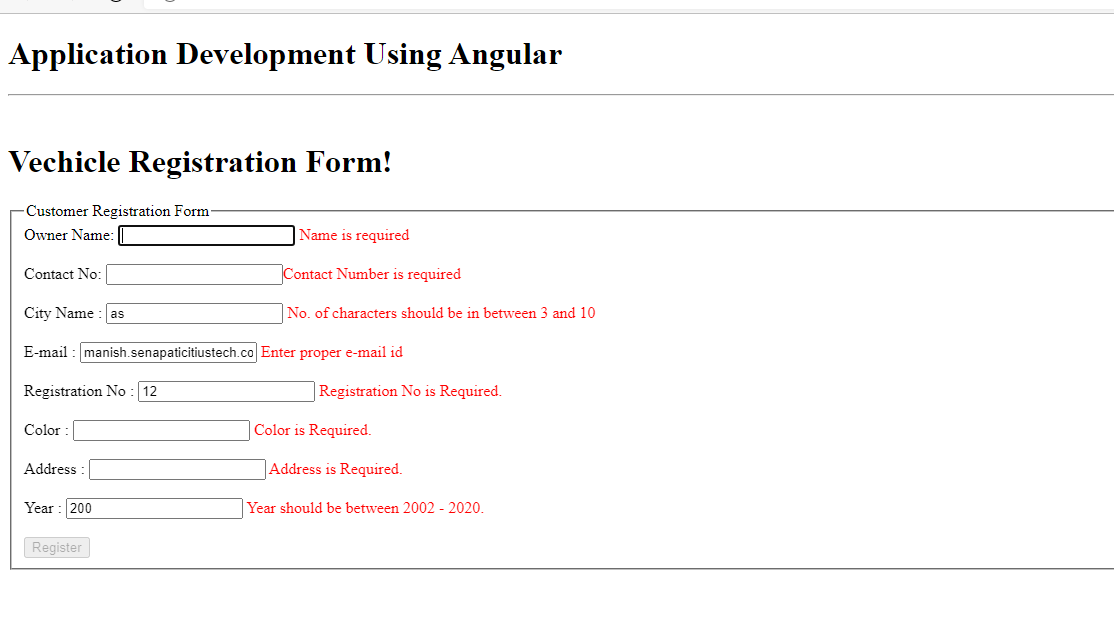 Application Development Using Angular
Vechicle Registration Form!
Customer Registration Form
Owner Name: Name is required
Contact No: Contact Number is required
City Name : as No. of characters should be in between 3 and 10
E-mail : manish.senapaticitiustech.co Enter proper e-mail id
Registration No : 12 Registration No is Required.
Color : Color is Required.
Address : Address is Required.
Year : 200 Year should be between 2002 - 2020.
Register